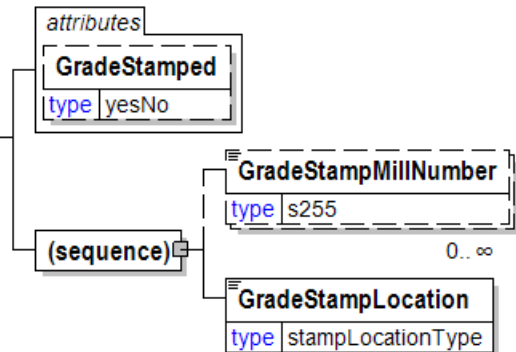 attributes
GradeStamped
type yesNo
GradeStampMillNumber
type s255
0.. ∞
(sequence)
GradeStampLocation
type stampLocationType